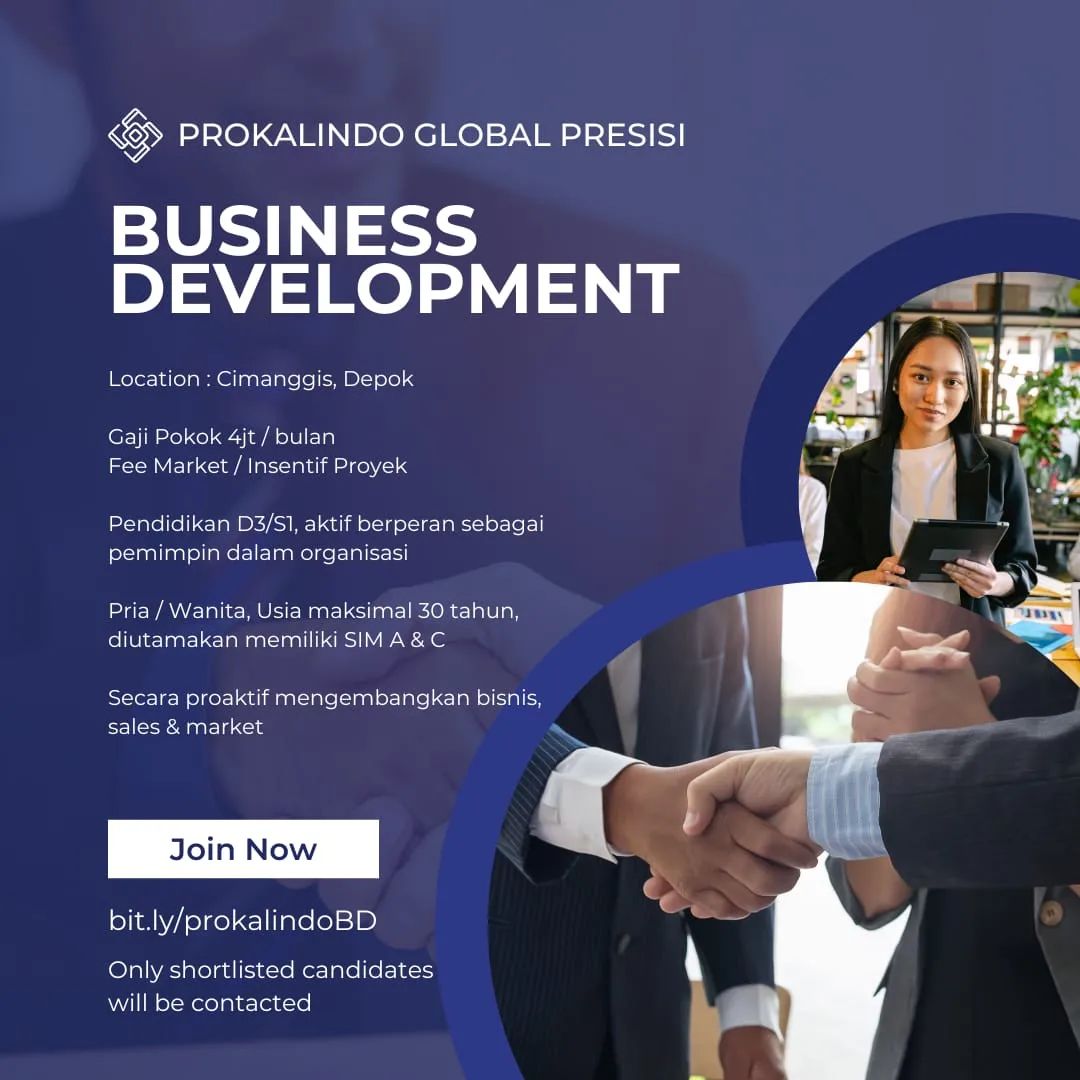 PROKALINDO GLOBAL PRESISI
BUSINESS
DEVELOPMENT
Location : Cimanggis, Depok
Gaji Pokok 4jt / bulan
Fee Market / Insentif Proyek
Pendidikan D3/S1, aktif berperan sebagai
pemimpin dalam organisasi
Pria / Wanita, Usia maksimal 30 tahun,
diutamakan memiliki SIM A & C
Secara proaktif mengembangkan bisnis,
sales & market
Join Now
bit.ly/prokalindoBD
Only shortlisted candidates
will be contacted